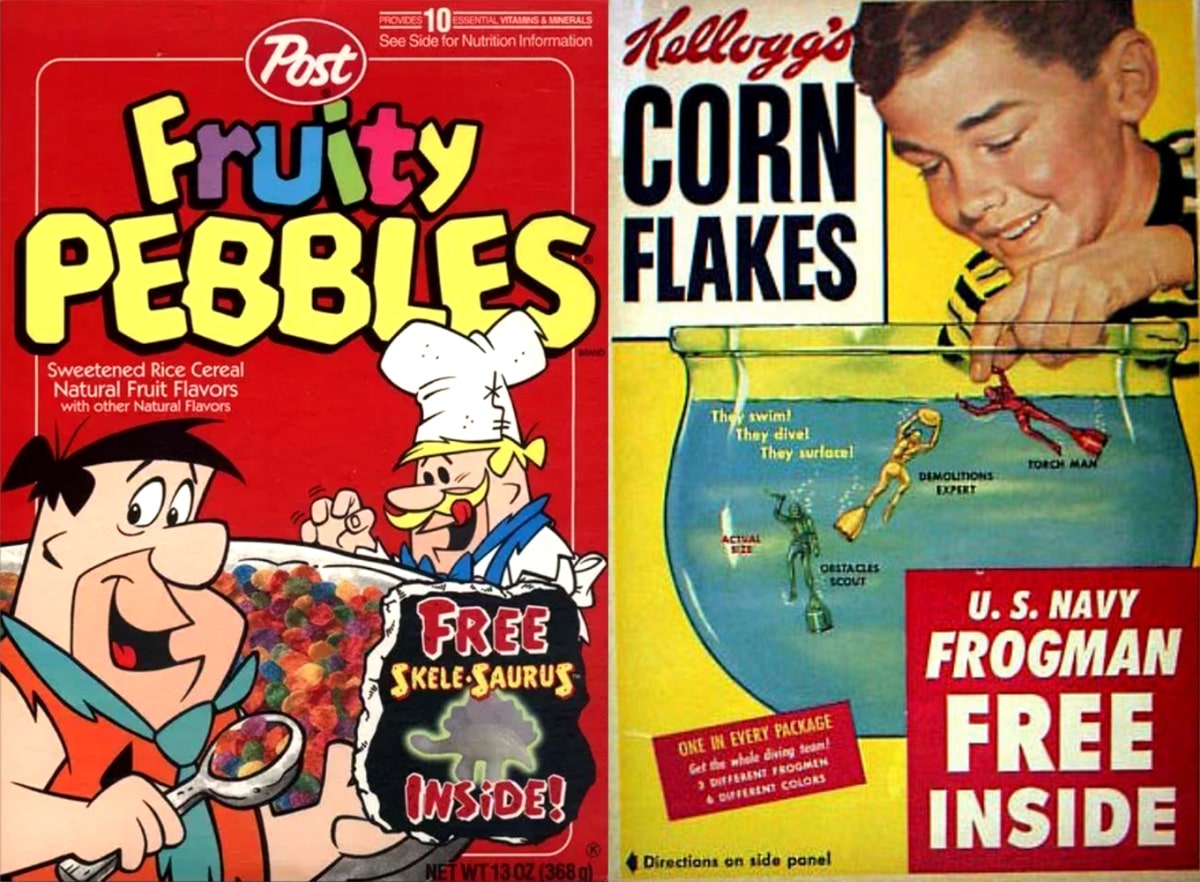 PROVIDES 10 ESSENTIAL VITAMINS & MINERALS
See Side for Nutrition Information
Post
Fruity
PEBBLES®
BRAND
Sweetened Rice Cereal
Natural Fruit Flavors
with other Natural Flavors
FREE
SKELE-SAURUS™
INSiDE!
NET WT 13 OZ (368 g)
Kellogg's
CORN
FLAKES
They swim!
They dive!
They surface!
TORCH MAN
DEMOLITIONS
EXPERT
ACTUAL
SIZE
OBSTACLES
SCOUT
U. S. NAVY
FROGMAN
FREE
INSIDE
ONE IN EVERY PACKAGE
Get the whole diving team!
3 DIFFERENT FROGMEN
6 DIFFERENT COLORS
Directions on side panel